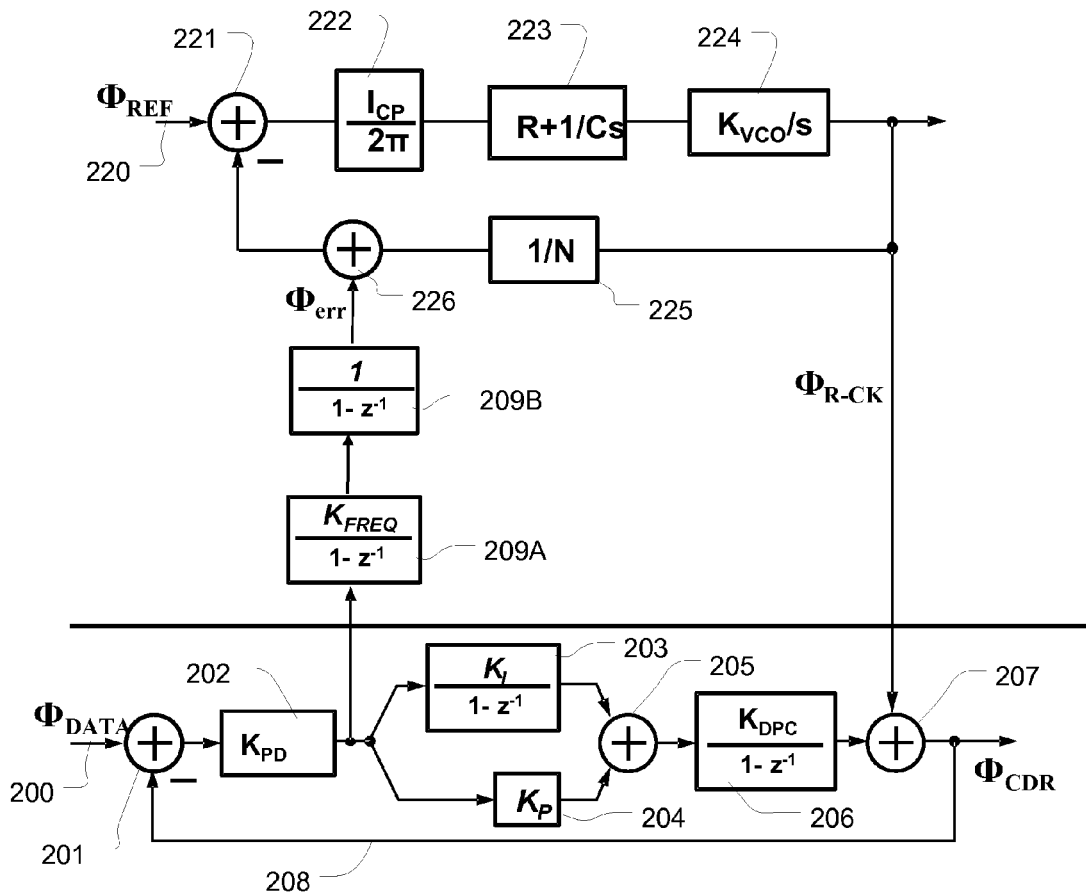 221
222
223
224
Φ_REF
I_CP
2π
R+1/Cs
K_VCO/s
220
−
1/N
226
225
Φ_err
1
1- z⁻¹
209B
Φ_R-CK
K_FREQ
1- z⁻¹
209A
203
202
K_I
1- z⁻¹
205
207
Φ_DATA
K_PD
K_DPC
1- z⁻¹
200
−
K_P
204
206
Φ_CDR
201
208